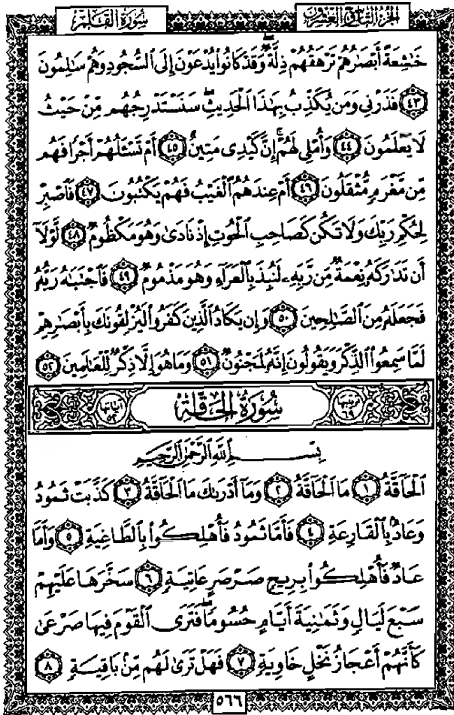 الجزء التاسع والعشرون سورة القلم
خَٰشِعَةً أَبْصَٰرُهُمْ تَرْهَقُهُمْ ذِلَّةٌ ۖ وَقَدْ كَانُوا۟ يُدْعَوْنَ إِلَى ٱلسُّجُودِ وَهُمْ سَٰلِمُونَ
٤٣ فَذَرْنِى وَمَن يُكَذِّبُ بِهَٰذَا ٱلْحَدِيثِ ۖ سَنَسْتَدْرِجُهُم مِّنْ حَيْثُ
لَا يَعْلَمُونَ ٤٤ وَأُمْلِى لَهُمْ ۚ إِنَّ كَيْدِى مَتِينٌ ٤٥ أَمْ تَسْـَٔلُهُمْ أَجْرًا فَهُم
مِّن مَّغْرَمٍ مُّثْقَلُونَ ٤٦ أَمْ عِندَهُمُ ٱلْغَيْبُ فَهُمْ يَكْتُبُونَ ٤٧ فَٱصْبِرْ
لِحُكْمِ رَبِّكَ وَلَا تَكُن كَصَاحِبِ ٱلْحُوتِ إِذْ نَادَىٰ وَهُوَ مَكْظُومٌ ٤٨ لَّوْلَآ
أَن تَدَٰرَكَهُۥ نِعْمَةٌ مِّن رَّبِّهِۦ لَنُبِذَ بِٱلْعَرَآءِ وَهُوَ مَذْمُومٌ ٤٩ فَٱجْتَبَٰهُ رَبُّهُۥ
فَجَعَلَهُۥ مِنَ ٱلصَّٰلِحِينَ ٥٠ وَإِن يَكَادُ ٱلَّذِينَ كَفَرُوا۟ لَيُزْلِقُونَكَ بِأَبْصَٰرِهِمْ
لَمَّا سَمِعُوا۟ ٱلذِّكْرَ وَيَقُولُونَ إِنَّهُۥ لَمَجْنُونٌ ٥١ وَمَا هُوَ إِلَّا ذِكْرٌ لِّلْعَٰلَمِينَ ٥٢
سورة الحاقة
بِسْمِ ٱللَّهِ ٱلرَّحْمَٰنِ ٱلرَّحِيمِ
ٱلْحَآقَّةُ ١ مَا ٱلْحَآقَّةُ ٢ وَمَآ أَدْرَىٰكَ مَا ٱلْحَآقَّةُ ٣ كَذَّبَتْ ثَمُودُ
وَعَادٌۢ بِٱلْقَارِعَةِ ٤ فَأَمَّا ثَمُودُ فَأُهْلِكُوا۟ بِٱلطَّاغِيَةِ ٥ وَأَمَّا
عَادٌ فَأُهْلِكُوا۟ بِرِيحٍ صَرْصَرٍ عَاتِيَةٍ ٦ سَخَّرَهَا عَلَيْهِمْ
سَبْعَ لَيَالٍ وَثَمَٰنِيَةَ أَيَّامٍ حُسُومًا فَتَرَى ٱلْقَوْمَ فِيهَا صَرْعَىٰ
كَأَنَّهُمْ أَعْجَازُ نَخْلٍ خَاوِيَةٍ ٧ فَهَلْ تَرَىٰ لَهُم مِّنۢ بَاقِيَةٍ ٨
٥٦٦